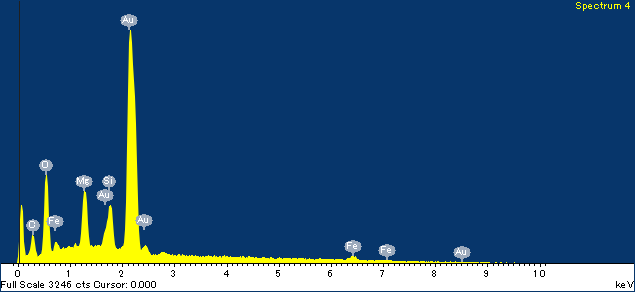 Spectrum 4
Au
O
Mg Si
Au
O Fe Au
Fe Fe Au
0 1 2 3 4 5 6 7 8 9 10
Full Scale 3246 cts Cursor: 0.000 keV